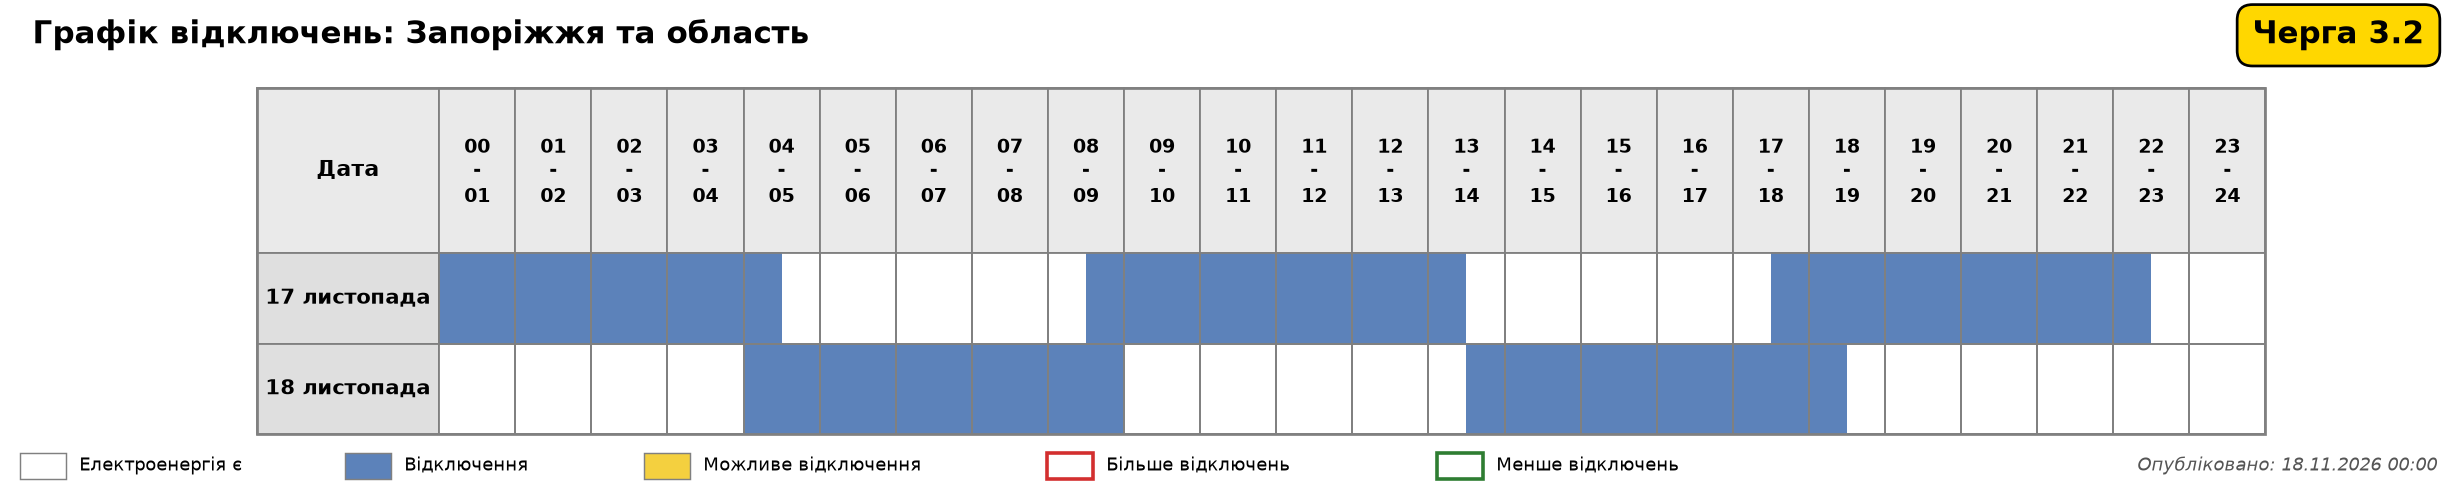 Графік відключень: Запоріжжя та область
Черга 3.2
Дата
00 - 01
01 - 02
02 - 03
03 - 04
04 - 05
05 - 06
06 - 07
07 - 08
08 - 09
09 - 10
10 - 11
11 - 12
12 - 13
13 - 14
14 - 15
15 - 16
16 - 17
17 - 18
18 - 19
19 - 20
20 - 21
21 - 22
22 - 23
23 - 24
17 листопада
18 листопада
Електроенергія є
Відключення
Можливе відключення
Більше відключень
Менше відключень
Опубліковано: 18.11.2026 00:00